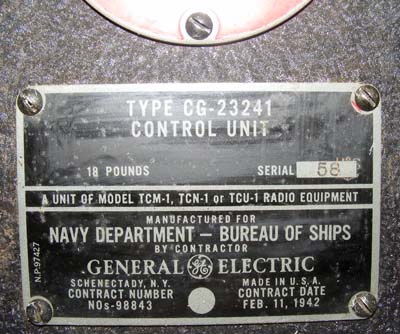 TYPE CG-23241
CONTROL UNIT
18 POUNDS SERIAL 58
A UNIT OF MODEL TCM-1, TCN-1 or TCU-1 RADIO EQUIPMENT
MANUFACTURED FOR
NAVY DEPARTMENT — BUREAU OF SHIPS
BY CONTRACTOR
GENERAL GE ELECTRIC
SCHENECTADY, N.Y. MADE IN U.S.A.
CONTRACT NUMBER CONTRACT DATE
NOs-98843 FEB. 11, 1942
N.P-97427